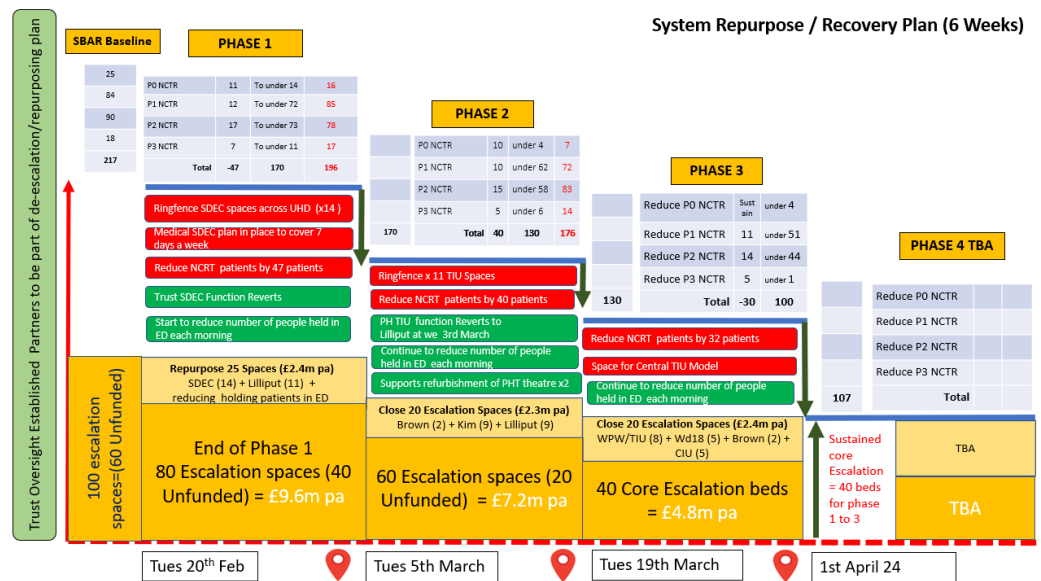 System Repurpose / Recovery Plan (6 Weeks)
Trust Oversight Established Partners to be part of de-escalation/repurposing plan
SBAR Baseline
25
84
90
18
217
PHASE 1
P0 NCTR 11 To under 14 16
P1 NCTR 12 To under 72 85
P2 NCTR 17 To under 73 78
P3 NCTR 7 To under 11 17
Total -47 170 196
Ringfence SDEC spaces across UHD (x14 )
Medical SDEC plan in place to cover 7
days a week
Reduce NCRT patients by 47 patients
Trust SDEC Function Reverts
Start to reduce number of people held in
ED each morning
Repurpose 25 Spaces (£2.4m pa)
SDEC (14) + Lilliput (11) +
reducing holding patients in ED
100 escalation
spaces=(60 Unfunded)
End of Phase 1
80 Escalation spaces (40
Unfunded) = £9.6m pa
Tues 20th Feb
PHASE 2
P0 NCTR 10 under 4 7
P1 NCTR 10 under 62 72
P2 NCTR 15 under 58 83
P3 NCTR 5 under 6 14
170 Total 40 130 176
Ringfence x 11 TIU Spaces
Reduce NCRT patients by 40 patients
PH TIU function Reverts to
Lilliput at we 3rd March
Continue to reduce number of people
held in ED each morning
Supports refurbishment of PHT theatre x2
Close 20 Escalation Spaces (£2.3m pa)
Brown (2) + Kim (9) + Lilliput (9)
60 Escalation spaces (20
Unfunded) = £7.2m pa
Tues 5th March
PHASE 3
Reduce P0 NCTR Sust
ain under 4
Reduce P1 NCTR 11 under 51
Reduce P2 NCTR 14 under 44
Reduce P3 NCTR 5 under 1
130 Total -30 100
Reduce NCRT patients by 32 patients
Space for Central TIU Model
Continue to reduce number of people
held in ED each morning
Close 20 Escalation Spaces (£2.4m pa)
WPW/TIU (8) + Wd18 (5) + Brown (2) +
CIU (5)
40 Core Escalation beds
= £4.8m pa
Tues 19th March
PHASE 4 TBA
Reduce P0 NCTR
Reduce P1 NCTR
Reduce P2 NCTR
Reduce P3 NCTR
107 Total
Sustained
core
Escalation
= 40 beds
for phase
1 to 3
TBA
TBA
1st April 24